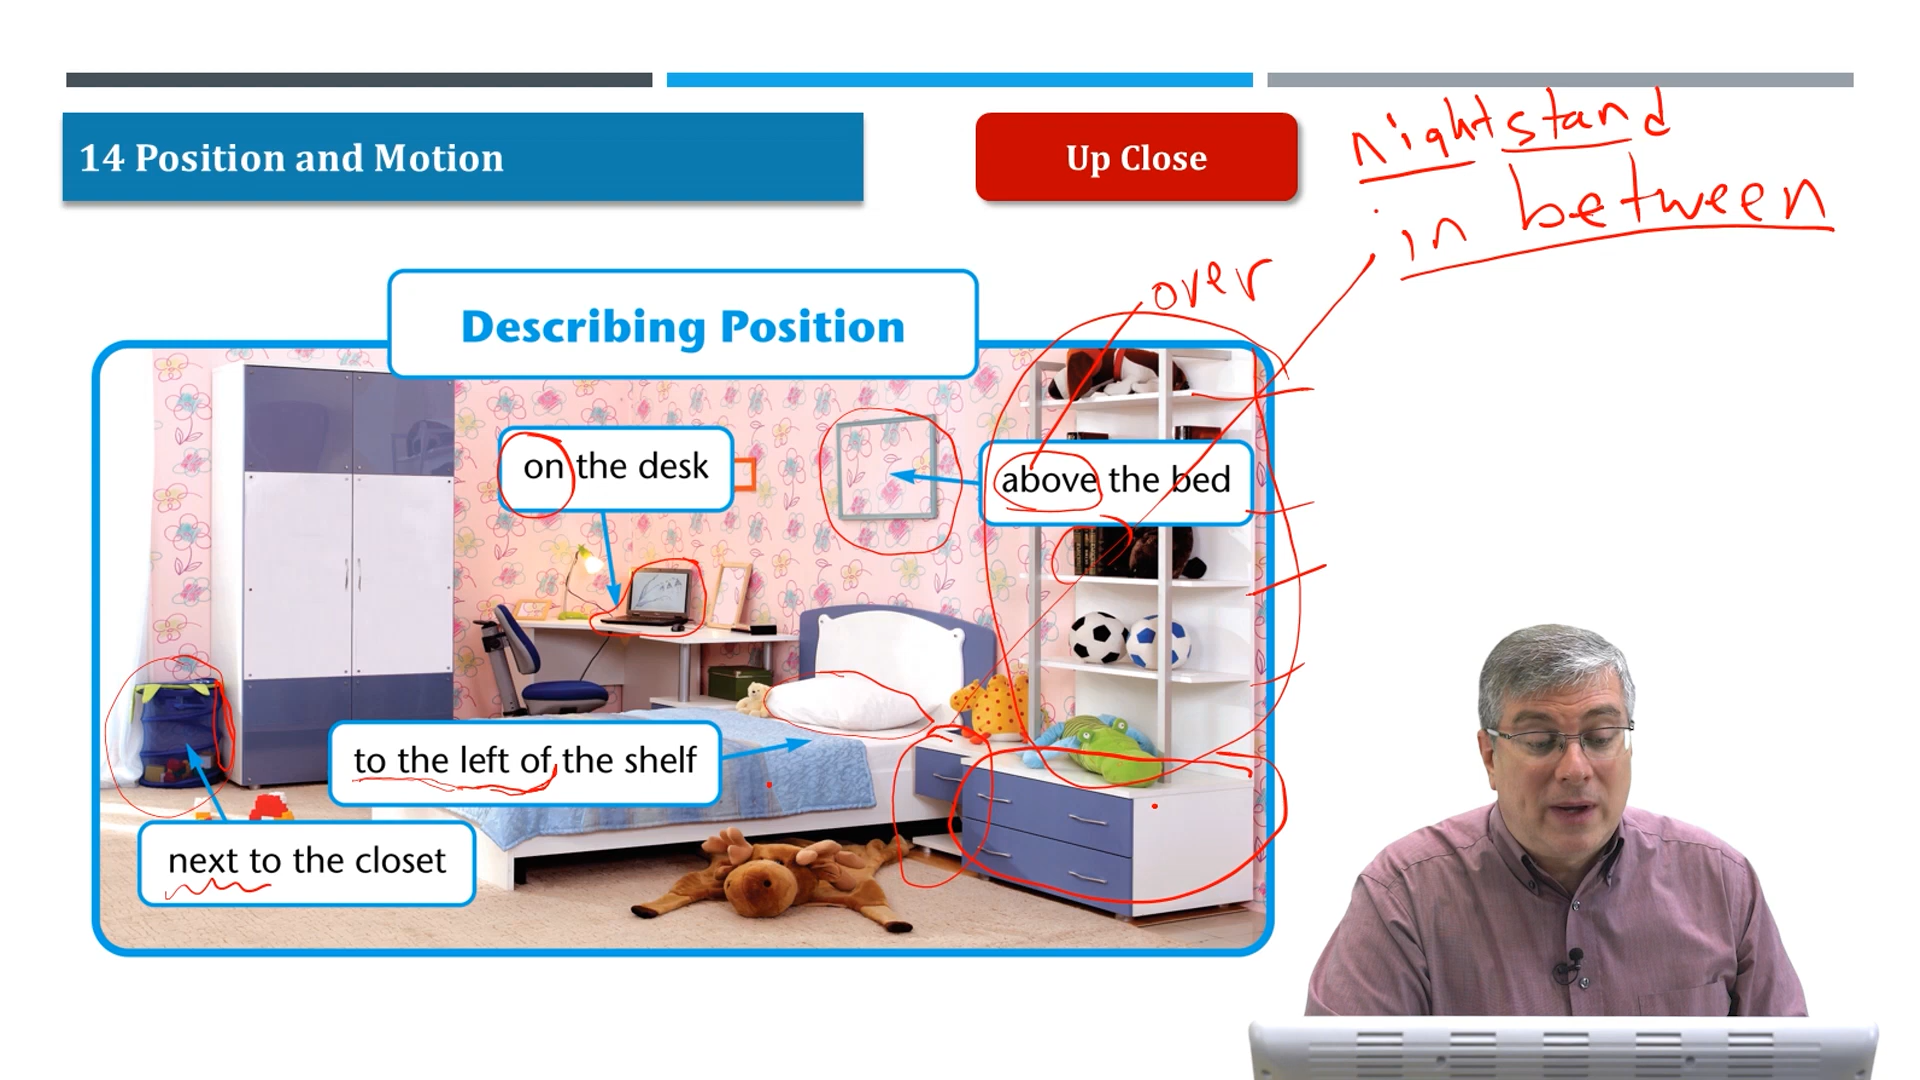 14 Position and Motion
Up Close
nightstand
in between
over
Describing Position
on the desk
above the bed
to the left of the shelf
next to the closet